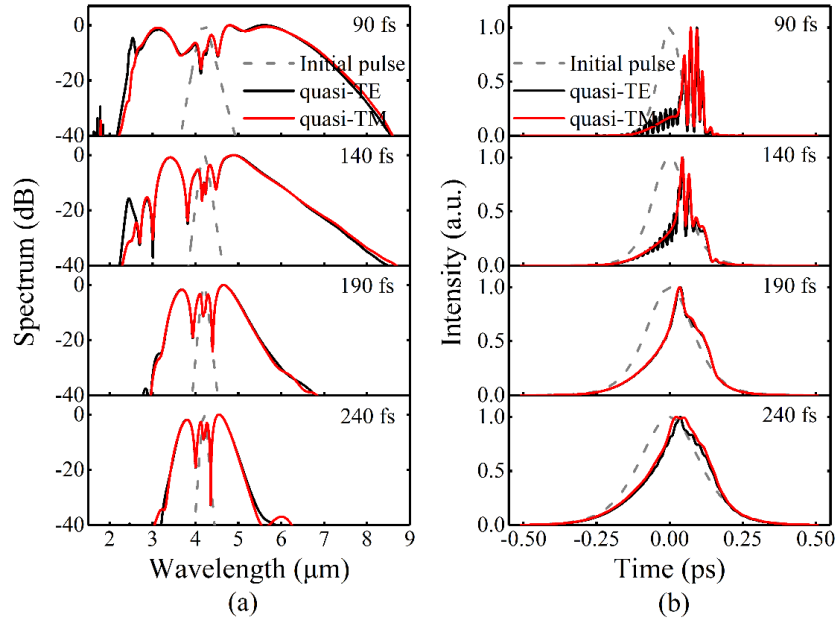 90 fs
Initial pulse
quasi-TE
quasi-TM
0
-20
-40
140 fs
0
-20
-40
190 fs
0
-20
-40
240 fs
0
-20
-40
2 3 4 5 6 7 8 9
Spectrum (dB)
Wavelength (μm)
(a)
90 fs
Initial pulse
quasi-TE
quasi-TM
1.0
0.5
0.0
140 fs
1.0
0.5
0.0
190 fs
1.0
0.5
0.0
240 fs
1.0
0.5
0.0
-0.50 -0.25 0.00 0.25 0.50
Intensity (a.u.)
Time (ps)
(b)